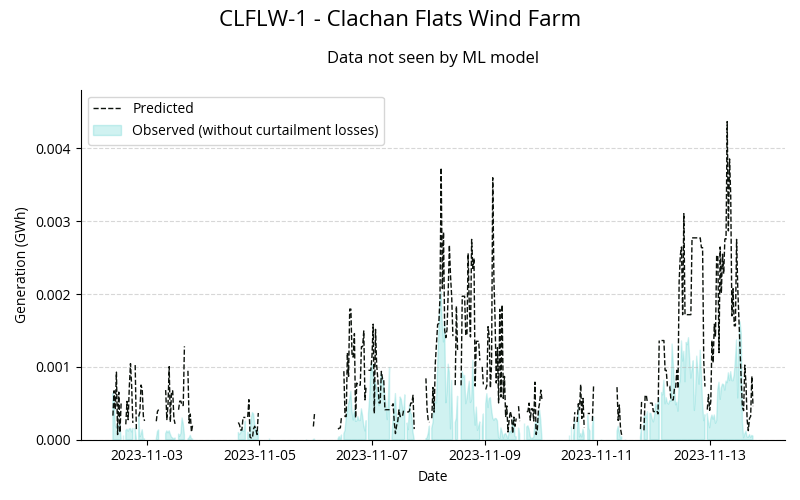 CLFLW-1 - Clachan Flats Wind Farm
Data not seen by ML model
Predicted
Observed (without curtailment losses)
Generation (GWh)
0.004
0.003
0.002
0.001
0.000
2023-11-03 2023-11-05 2023-11-07 2023-11-09 2023-11-11 2023-11-13
Date